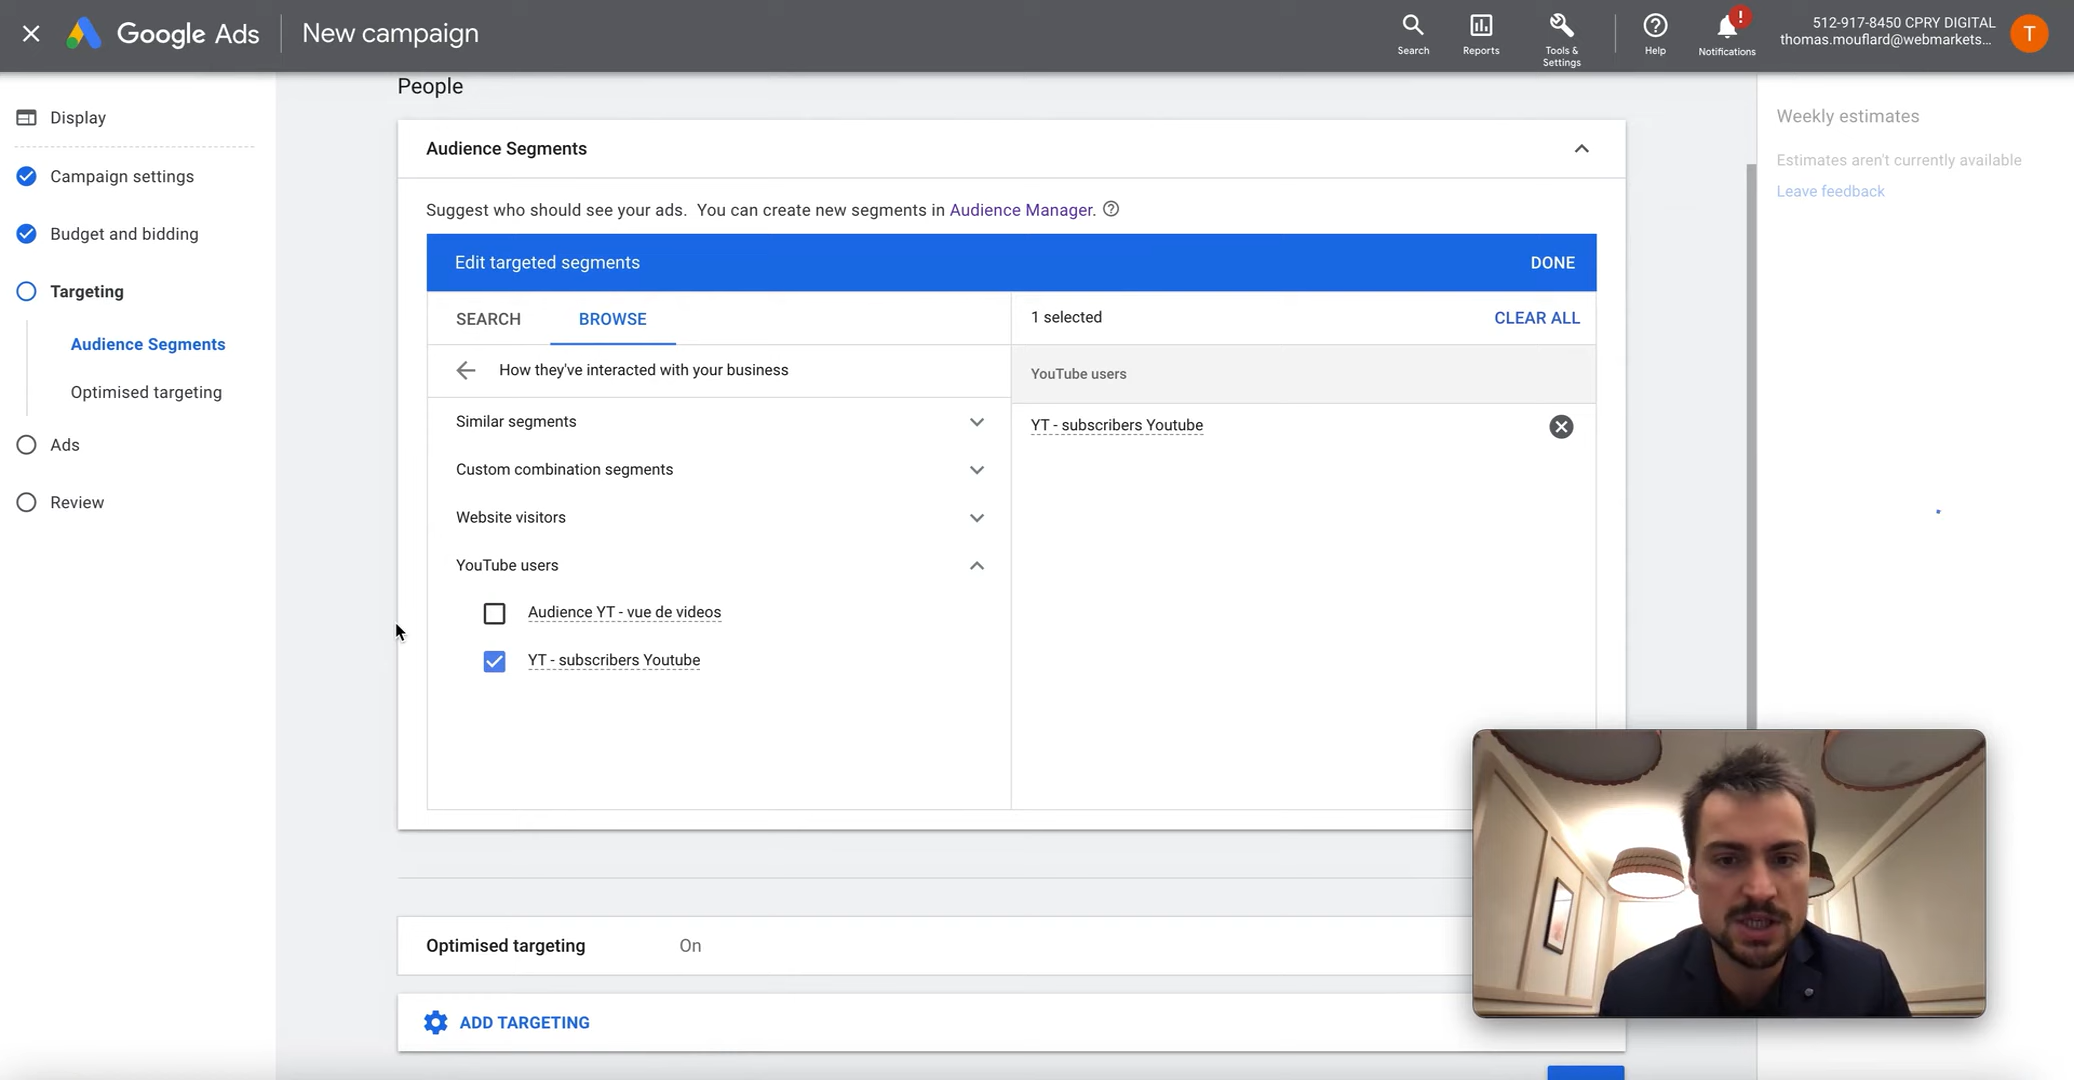 Google Ads
New campaign
Search
Reports
Tools &
Settings
Help
!
Notifications
512-917-8450 CPRY DIGITAL
thomas.mouflard@webmarkets...
T
Display
Campaign settings
Budget and bidding
Targeting
Audience Segments
Optimised targeting
Ads
Review
People
Audience Segments
Suggest who should see your ads. You can create new segments in Audience Manager.
Edit targeted segments
DONE
SEARCH
BROWSE
1 selected
CLEAR ALL
How they've interacted with your business
YouTube users
Similar segments
YT - subscribers Youtube
Custom combination segments
Website visitors
YouTube users
Audience YT - vue de videos
YT - subscribers Youtube
Optimised targeting
On
ADD TARGETING
Weekly estimates
Estimates aren't currently available
Leave feedback